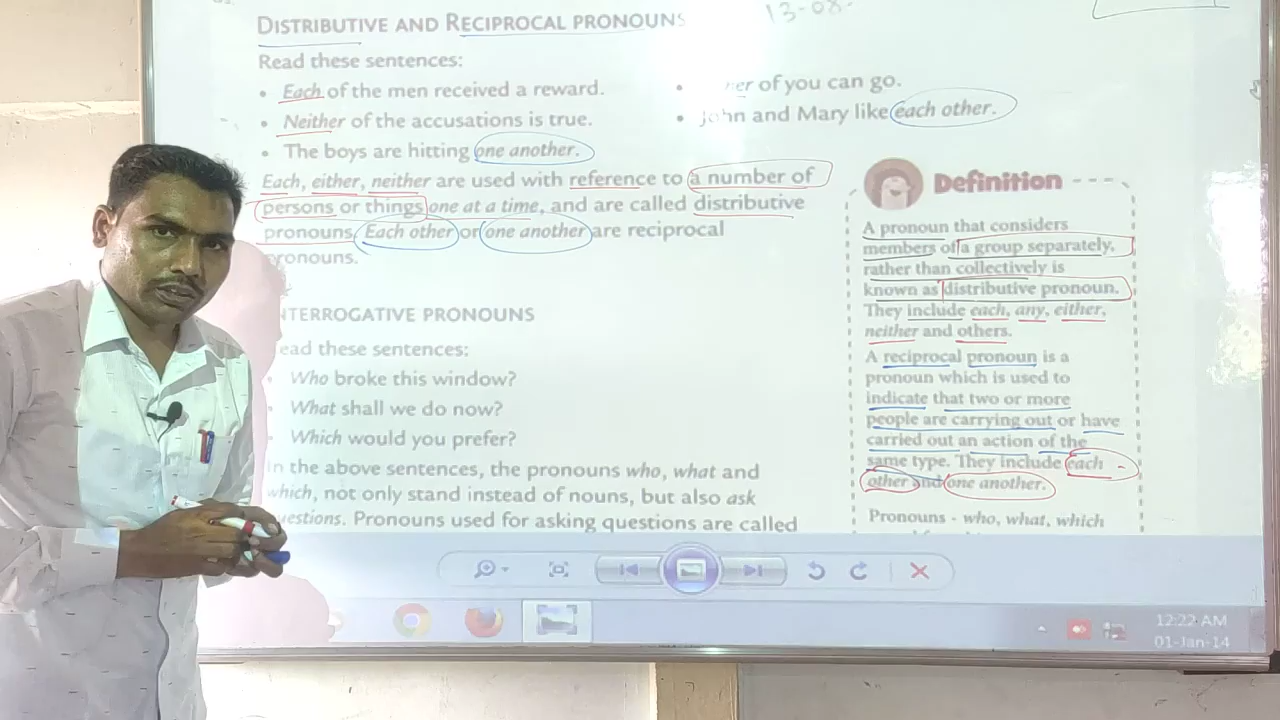 DISTRIBUTIVE AND RECIPROCAL PRONOUNS
13-08-
Read these sentences:
• Each of the men received a reward.
• of you can go.
• Neither of the accusations is true.
• John and Mary like each other.
• The boys are hitting one another.
Each, either, neither are used with reference to a number of
persons or things one at a time, and are called distributive
pronouns. Each other or one another are reciprocal
pronouns.
INTERROGATIVE PRONOUNS
Read these sentences:
• Who broke this window?
• What shall we do now?
• Which would you prefer?
In the above sentences, the pronouns who, what and
which, not only stand instead of nouns, but also ask
questions. Pronouns used for asking questions are called
Definition
A pronoun that considers
members of a group separately,
rather than collectively is
known as distributive pronoun.
They include each, any, either,
neither and others.
A reciprocal pronoun is a
pronoun which is used to
indicate that two or more
people are carrying out or have
carried out an action of the
same type. They include each
other and one another.
Pronouns - who, what, which
12:22 AM
01-Jan-14